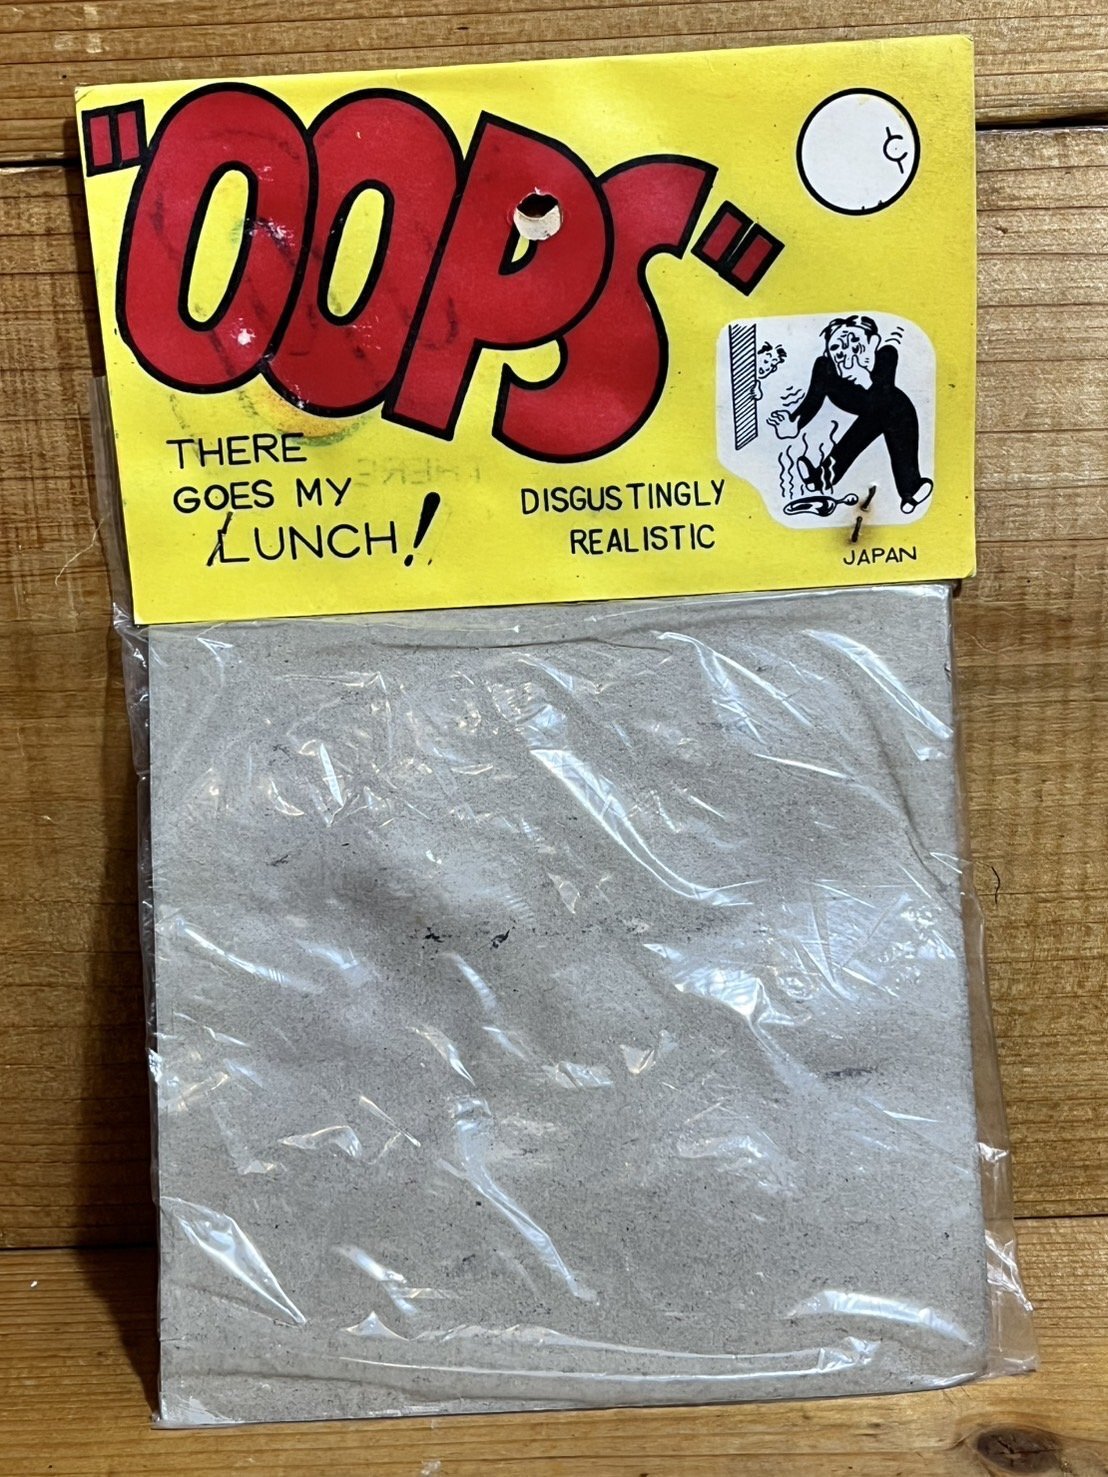 "OOPS"
THERE
GOES MY
LUNCH!
DISGUSTINGLY
REALISTIC
JAPAN